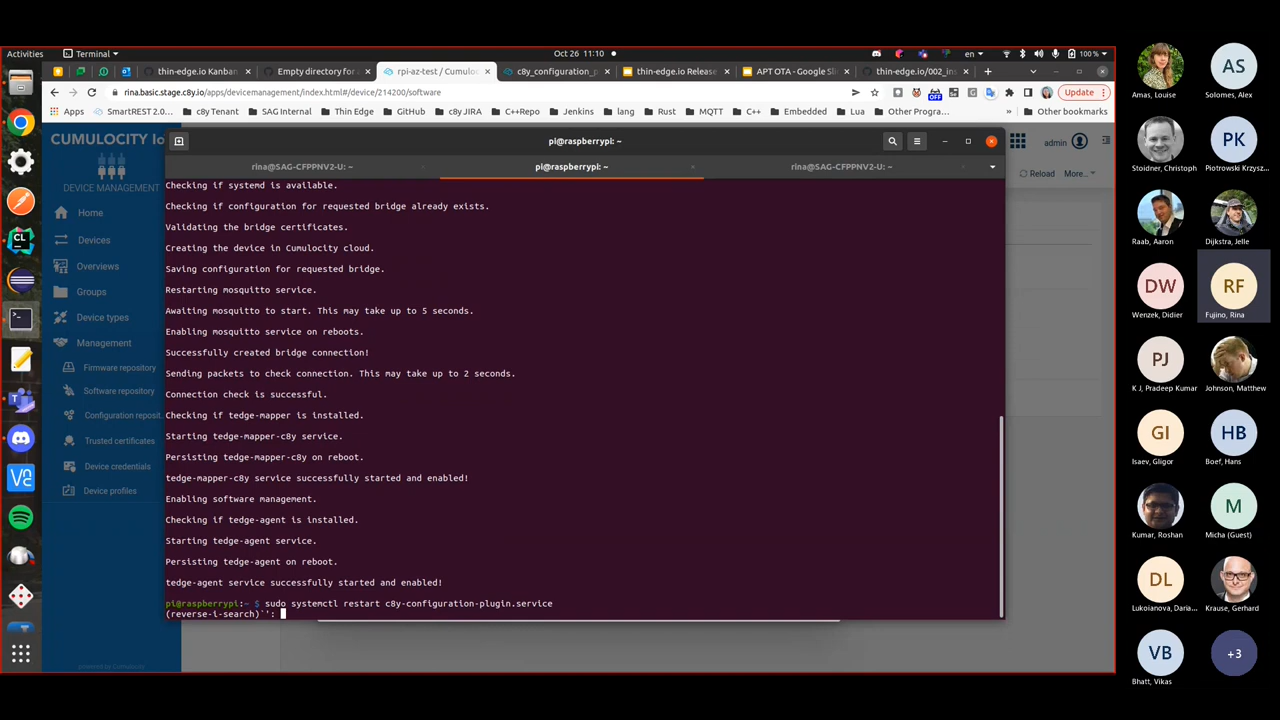 Activities
Terminal
Oct 26 11:10
en
100 %
thin-edge.io Kanban
Empty directory for a
rpi-az-test / Cumuloc
c8y_configuration_p
thin-edge.io Release
APT OTA - Google Sli
thin-edge.io/002_ins
rina.basic.stage.c8y.io/apps/devicemanagement/index.html#/device/214200/software
OFF
Update
Apps
SmartREST 2.0...
SAG Internal
Thin Edge
GitHub
c8y JIRA
C++Repo
Jenkins
lang
Rust
MQTT
C++
Embedded
Lua
Other Progra...
Other bookmarks
CUMULOCITY Io
DEVICE MANAGEMENT
Home
Devices
Overviews
Groups
Device types
Management
Firmware repository
Software repository
Configuration reposit
Trusted certificates
Device credentials
Device profiles
powered by Cumulocity
admin
Reload
More...
pi@raspberrypi: ~
rina@SAG-CFPPNV2-U: ~
pi@raspberrypi: ~
rina@SAG-CFPPNV2-U: ~
Checking if systemd is available.
Checking if configuration for requested bridge already exists.
Validating the bridge certificates.
Creating the device in Cumulocity cloud.
Saving configuration for requested bridge.
Restarting mosquitto service.
Awaiting mosquitto to start. This may take up to 5 seconds.
Enabling mosquitto service on reboots.
Successfully created bridge connection!
Sending packets to check connection. This may take up to 2 seconds.
Connection check is successful.
Checking if tedge-mapper is installed.
Starting tedge-mapper-c8y service.
Persisting tedge-mapper-c8y on reboot.
tedge-mapper-c8y service successfully started and enabled!
Enabling software management.
Checking if tedge-agent is installed.
Starting tedge-agent service.
Persisting tedge-agent on reboot.
tedge-agent service successfully started and enabled!
pi@raspberrypi:~ $ sudo systemctl restart c8y-configuration-plugin.service
(reverse-i-search)`':
Amas, Louise
AS
Solomes, Alex
Stoidner, Christoph
PK
Piotrowski Krzysz...
Raab, Aaron
Dijkstra, Jelle
DW
Wenzek, Didier
RF
Fujino, Rina
PJ
K J, Pradeep Kumar
Johnson, Matthew
GI
Isaev, Gligor
HB
Boef, Hans
Kumar, Roshan
M
Micha (Guest)
DL
Lukoianova, Daria...
Krause, Gerhard
VB
Bhatt, Vikas
+3